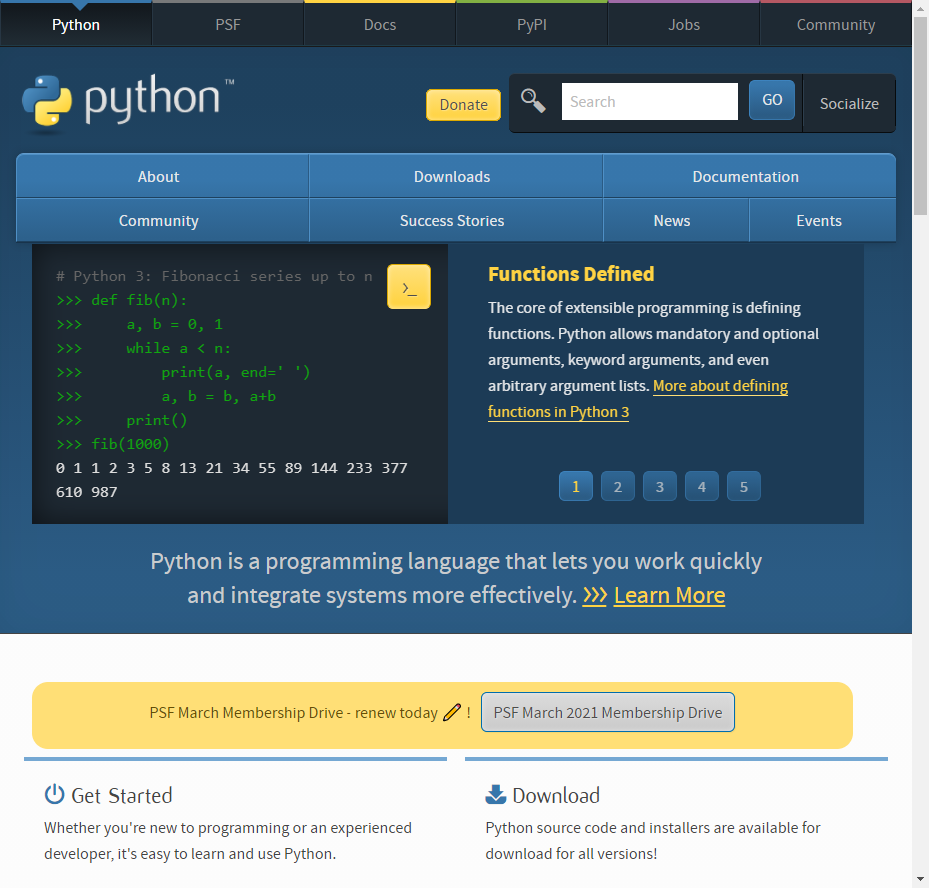 Python PSF Docs PyPI Jobs Community
python™
Donate Search GO Socialize
About Downloads Documentation
Community Success Stories News Events
# Python 3: Fibonacci series up to n
>>> def fib(n):
>>>     a, b = 0, 1
>>>     while a < n:
>>>         print(a, end=' ')
>>>         a, b = b, a+b
>>>     print()
>>> fib(1000)
0 1 1 2 3 5 8 13 21 34 55 89 144 233 377
610 987
>_
Functions Defined
The core of extensible programming is defining
functions. Python allows mandatory and optional
arguments, keyword arguments, and even
arbitrary argument lists. More about defining
functions in Python 3
1 2 3 4 5
Python is a programming language that lets you work quickly
and integrate systems more effectively. >>> Learn More
PSF March Membership Drive - renew today ! PSF March 2021 Membership Drive
Get Started
Whether you're new to programming or an experienced
developer, it's easy to learn and use Python.
Download
Python source code and installers are available for
download for all versions!